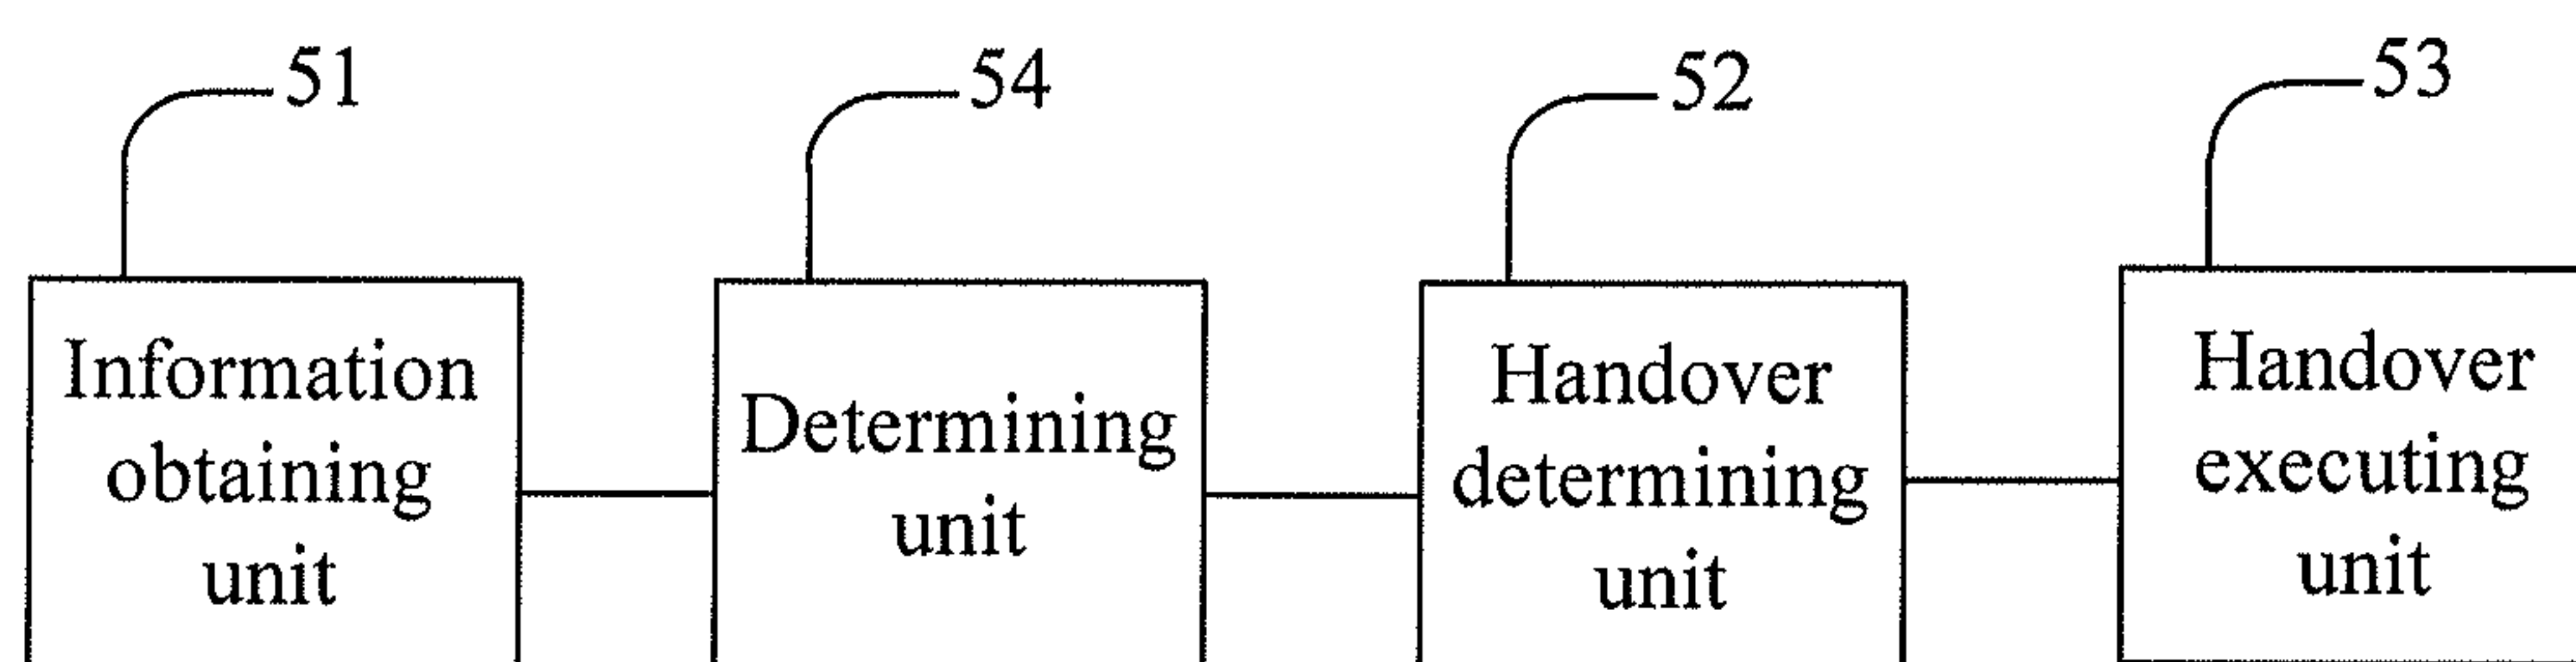 51
54
52
53
Information
obtaining
unit
Determining
unit
Handover
determining
unit
Handover
executing
unit